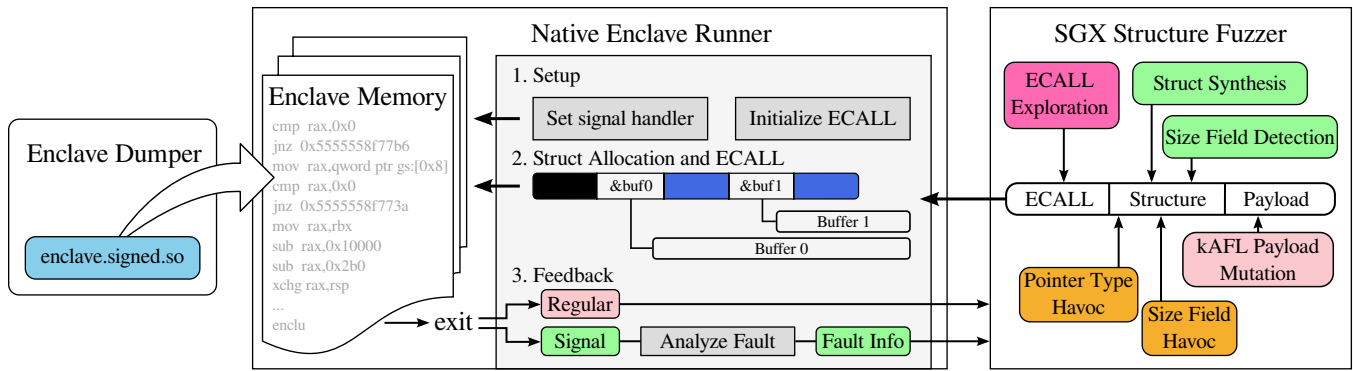 Enclave Dumper
enclave.signed.so
Native Enclave Runner
Enclave Memory
cmp rax,0x0
jnz 0x5555558f77b6
mov rax,qword ptr gs:[0x8]
cmp rax,0x0
jnz 0x5555558f773a
mov rax,rbx
sub rax,0x10000
sub rax,0x2b0
xchg rax,rsp
...
enclu
exit
1. Setup
Set signal handler
Initialize ECALL
2. Struct Allocation and ECALL
&buf0
&buf1
Buffer 1
Buffer 0
3. Feedback
Regular
Signal
Analyze Fault
Fault Info
SGX Structure Fuzzer
ECALL
Exploration
Struct Synthesis
Size Field Detection
ECALL
Structure
Payload
kAFL Payload
Mutation
Pointer Type
Havoc
Size Field
Havoc